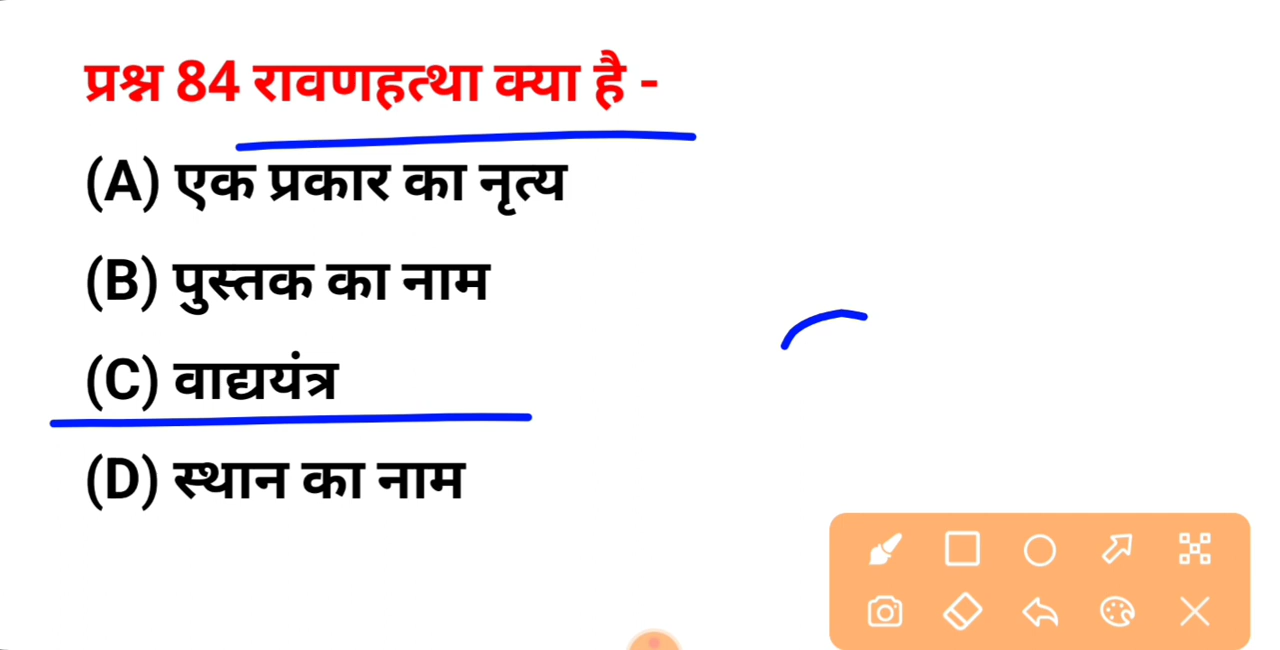 प्रश्न 84 रावणहत्था क्या है -
(A) एक प्रकार का नृत्य
(B) पुस्तक का नाम
(C) वाद्ययंत्र
(D) स्थान का नाम